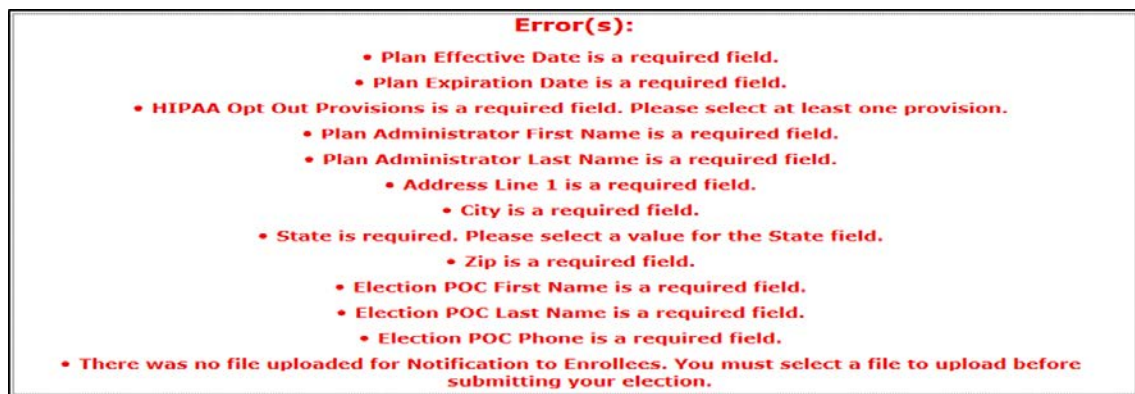 Error(s):
• Plan Effective Date is a required field.
• Plan Expiration Date is a required field.
• HIPAA Opt Out Provisions is a required field. Please select at least one provision.
• Plan Administrator First Name is a required field.
• Plan Administrator Last Name is a required field.
• Address Line 1 is a required field.
• City is a required field.
• State is required. Please select a value for the State field.
• Zip is a required field.
• Election POC First Name is a required field.
• Election POC Last Name is a required field.
• Election POC Phone is a required field.
• There was no file uploaded for Notification to Enrollees. You must select a file to upload before
submitting your election.